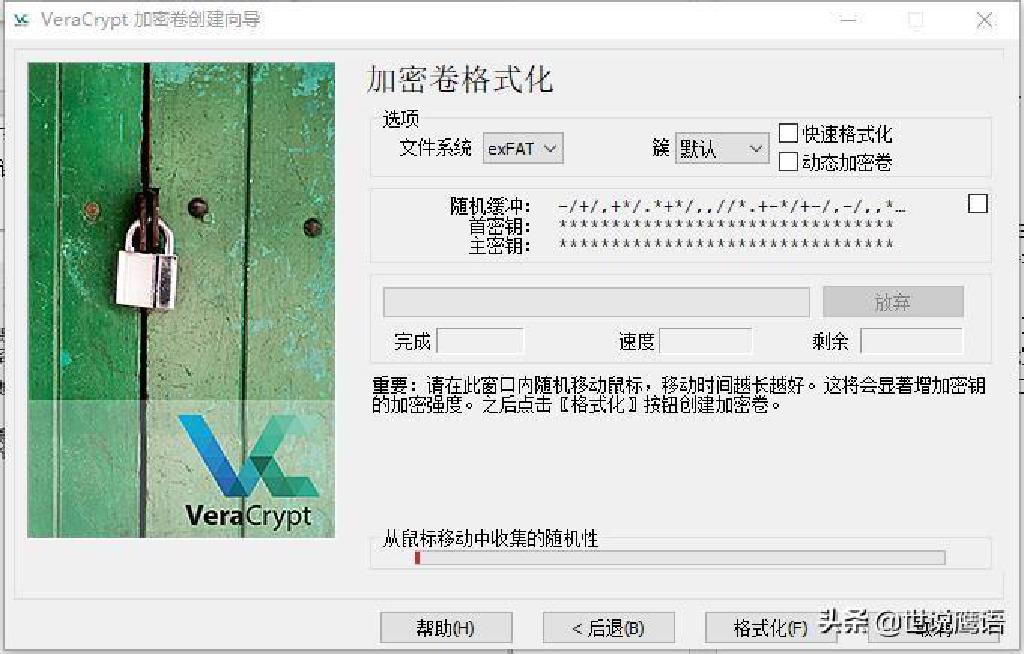 VeraCrypt 加密卷创建向导
加密卷格式化
选项
文件系统 exFAT 簇 默认 快速格式化
动态加密卷
随机缓冲： -/+/,+*/.*+*/,,//*.+-*/+-/,-/,,*…
首密钥： ********************************
主密钥： ********************************
放弃
完成 速度 剩余
重要：请在此窗口内随机移动鼠标，移动时间越长越好。这将会显著增加密钥
的加密强度。之后点击〖格式化〗按钮创建加密卷。
VeraCrypt
从鼠标移动中收集的随机性
帮助(H) < 后退(B) 格式化(F) 取消
头条 @世说鹰语